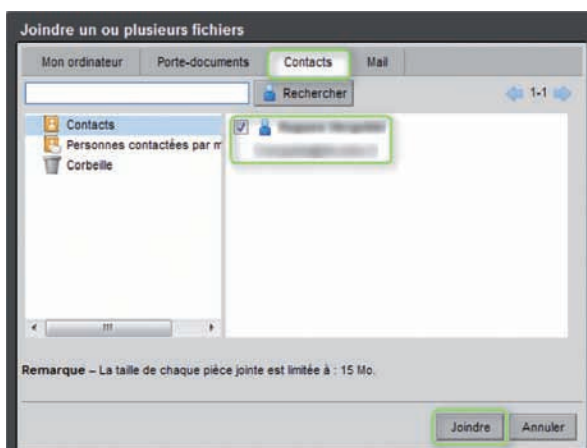 Joindre un ou plusieurs fichiers
Mon ordinateur Porte-documents Contacts Mail
Rechercher 1-1
Contacts
Personnes contactées par m
Corbeille
Remarque – La taille de chaque pièce jointe est limitée à : 15 Mo.
Joindre Annuler